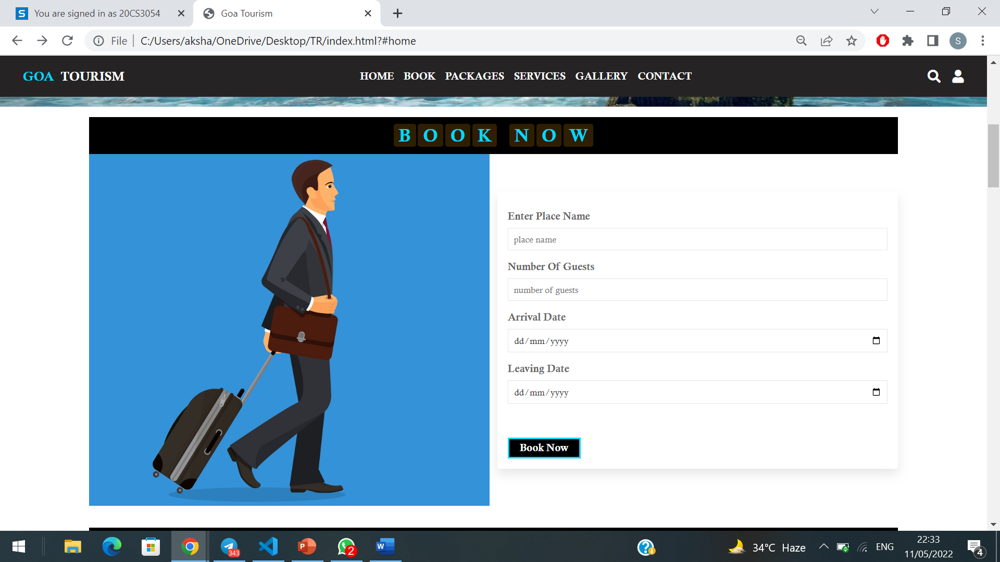 You are signed in as 20CS3054
Goa Tourism
File
C:/Users/aksha/OneDrive/Desktop/TR/index.html?#home
S
GOA TOURISM
HOME BOOK PACKAGES SERVICES GALLERY CONTACT
BOOK NOW
Enter Place Name
place name
Number Of Guests
number of guests
Arrival Date
dd/mm/yyyy
Leaving Date
dd/mm/yyyy
Book Now
343
2
34°C Haze
ENG
22:33
11/05/2022
4